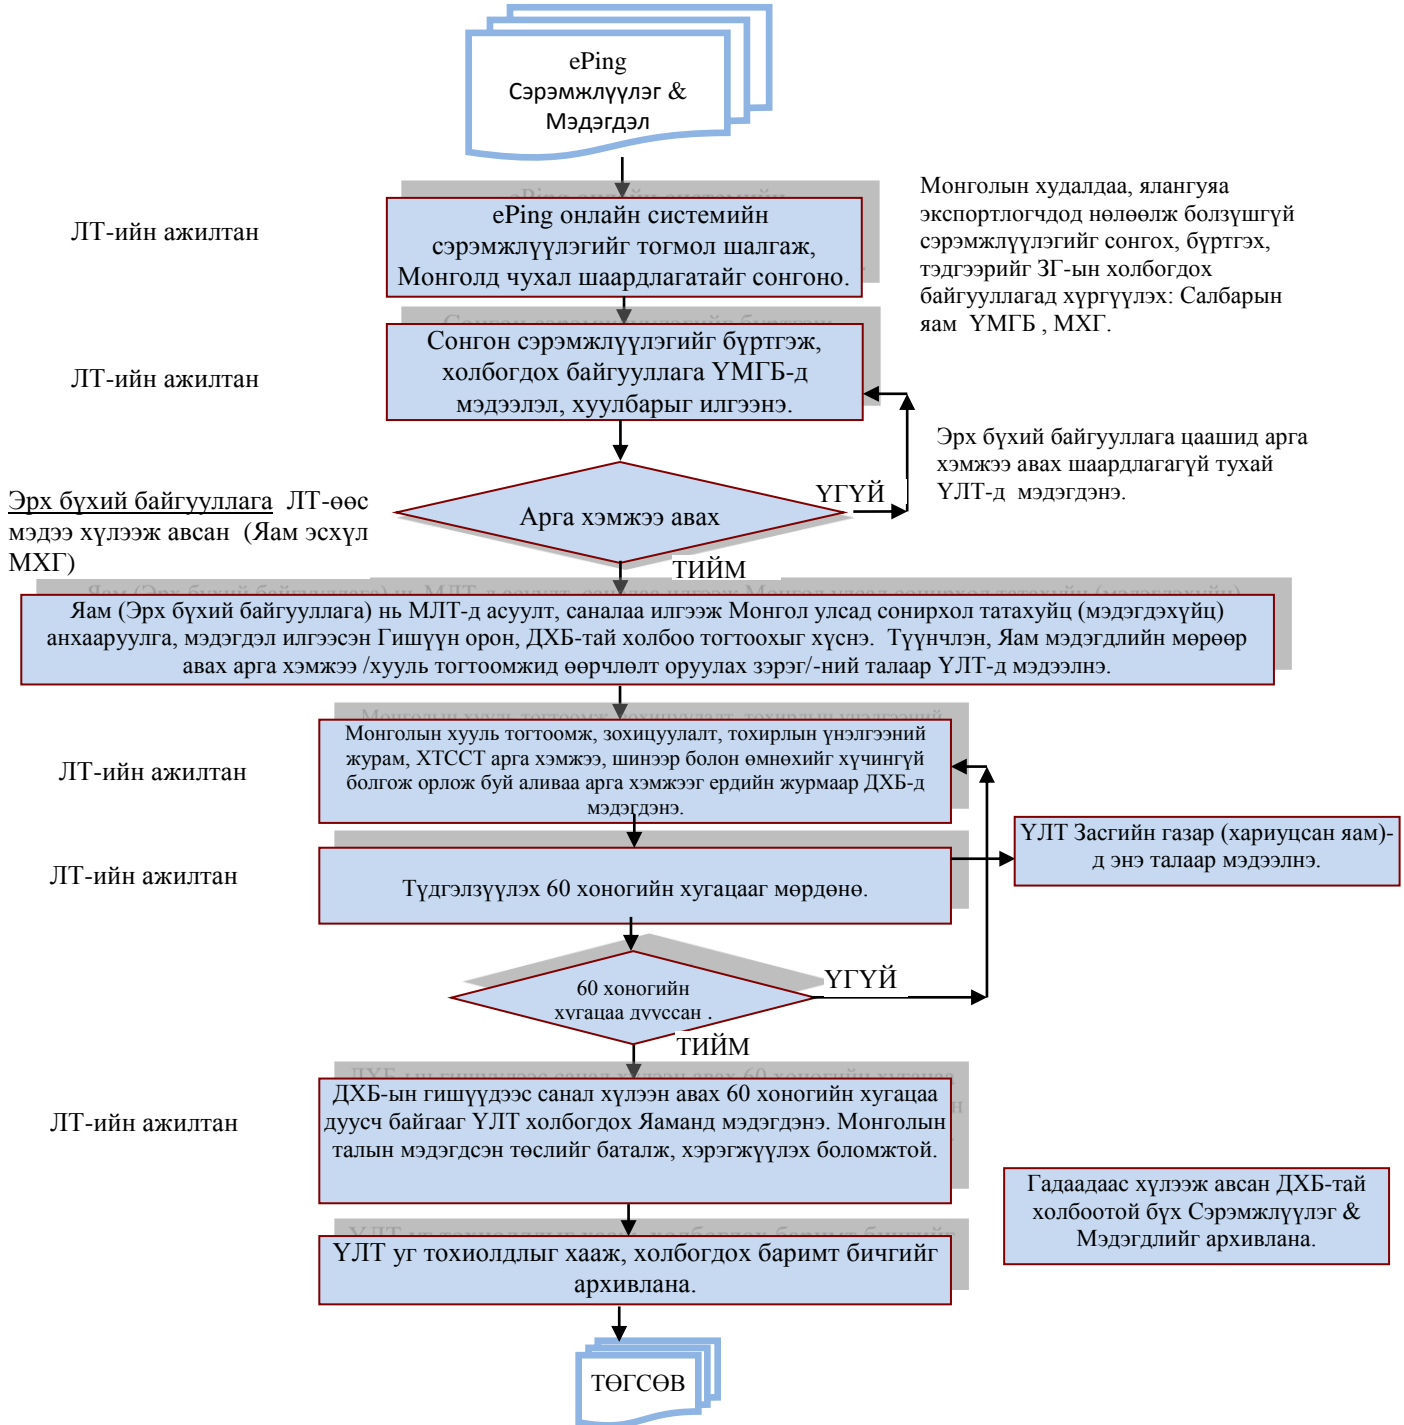 ePing
Сэрэмжлүүлэг &
Мэдэгдэл
ЛТ-ийн ажилтан
ePing онлайн системийн
сэрэмжлүүлэгийг тогмол шалгаж,
Монголд чухал шаардлагатайг сонгоно.
Монголын худалдаа, ялангуяа
экспортлогчдод нөлөөлж болзүшгүй
сэрэмжлүүлэгийг сонгох, бүртгэх,
тэдгээрийг ЗГ-ын холбогдох
байгууллагад хүргүүлэх: Салбарын
яам ҮМГБ , МХГ.
ЛТ-ийн ажилтан
Сонгон сэрэмжлүүлэгийг бүртгэж,
холбогдох байгууллага ҮМГБ-д
мэдээлэл, хуулбарыг илгээнэ.
Эрх бүхий байгууллага цаашид арга
хэмжээ авах шаардлагагүй тухай
ҮЛТ-д мэдэгдэнэ.
Эрх бүхий байгууллага ЛТ-өөс
мэдээ хүлээж авсан (Яам эсхүл
МХГ)
Арга хэмжээ авах
ҮГҮЙ
ТИЙМ
Яам (Эрх бүхий байгууллага) нь МЛТ-д асуулт, саналаа илгээж Монгол улсад сонирхол татахуйц (мэдэгдэхүйц)
анхааруулга, мэдэгдэл илгээсэн Гишүүн орон, ДХБ-тай холбоо тогтоохыг хүснэ. Түүнчлэн, Яам мэдэгдлийн мөрөөр
авах арга хэмжээ /хууль тогтоомжид өөрчлөлт оруулах зэрэг/-ний талаар ҮЛТ-д мэдээлнэ.
ЛТ-ийн ажилтан
Монголын хууль тогтоомж, зохицуулалт, тохирлын үнэлгээний
журам, ХТССТ арга хэмжээ, шинээр болон өмнөхийг хүчингүй
болгож орлож буй аливаа арга хэмжээг ердийн журмаар ДХБ-д
мэдэгдэнэ.
ҮЛТ Засгийн газар (хариуцсан яам)-
д энэ талаар мэдээлнэ.
ЛТ-ийн ажилтан
Түдгэлзүүлэх 60 хоногийн хугацааг мөрдөнө.
60 хоногийн
хугацаа дууссан .
ҮГҮЙ
ТИЙМ
ЛТ-ийн ажилтан
ДХБ-ын гишүүдээс санал хүлээн авах 60 хоногийн хугацаа
дуусч байгааг ҮЛТ холбогдох Яаманд мэдэгдэнэ. Монголын
талын мэдэгдсэн төслийг баталж, хэрэгжүүлэх боломжтой.
Гадаадаас хүлээж авсан ДХБ-тай
холбоотой бүх Сэрэмжлүүлэг &
Мэдэгдлийг архивлана.
ҮЛТ уг тохиолдлыг хааж, холбогдох баримт бичгийг
архивлана.
ТӨГСӨВ